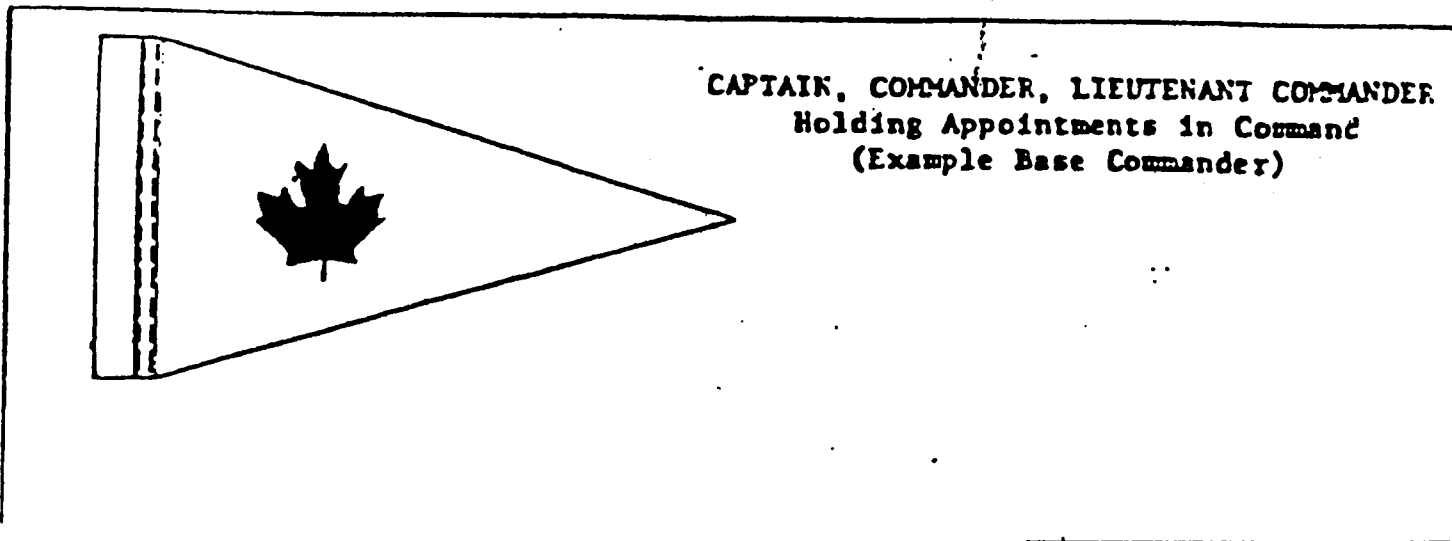 CAPTAIN, COMMANDER, LIEUTENANT COMMANDER
Holding Appointments in Command
(Example Base Commander)